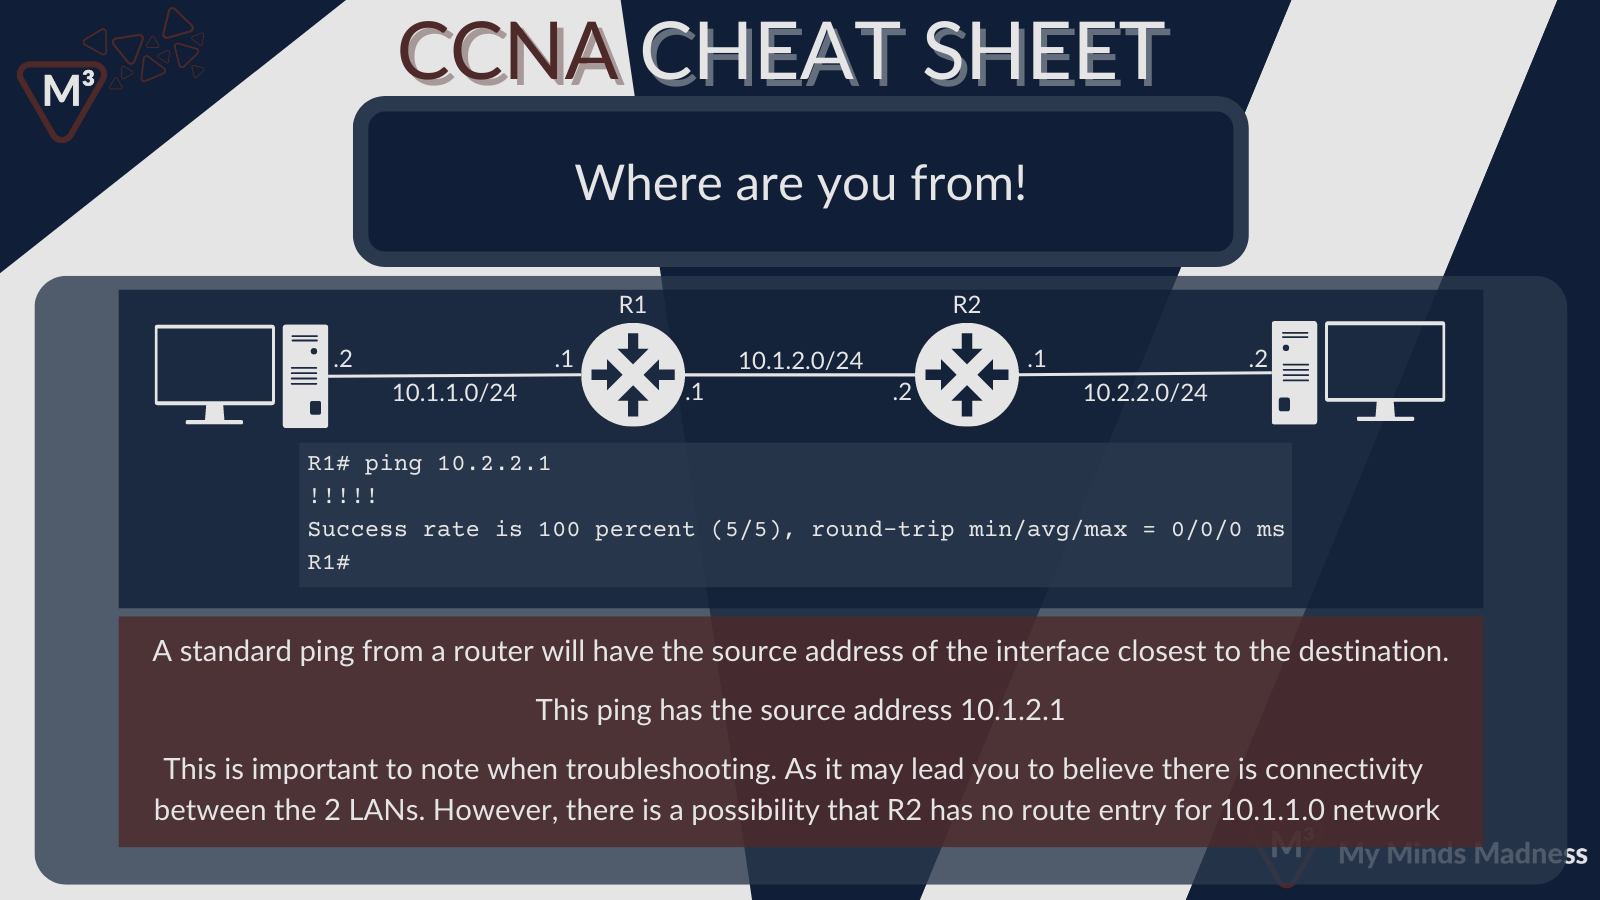 M³
CCNA CHEAT SHEET
Where are you from!
R1
R2
.2
.1
10.1.2.0/24
.1
.2
10.1.1.0/24
.1
.2
10.2.2.0/24
R1# ping 10.2.2.1
!!!!!
Success rate is 100 percent (5/5), round-trip min/avg/max = 0/0/0 ms
R1#
A standard ping from a router will have the source address of the interface closest to the destination.
This ping has the source address 10.1.2.1
This is important to note when troubleshooting. As it may lead you to believe there is connectivity
between the 2 LANs. However, there is a possibility that R2 has no route entry for 10.1.1.0 network
M³ My Minds Madness